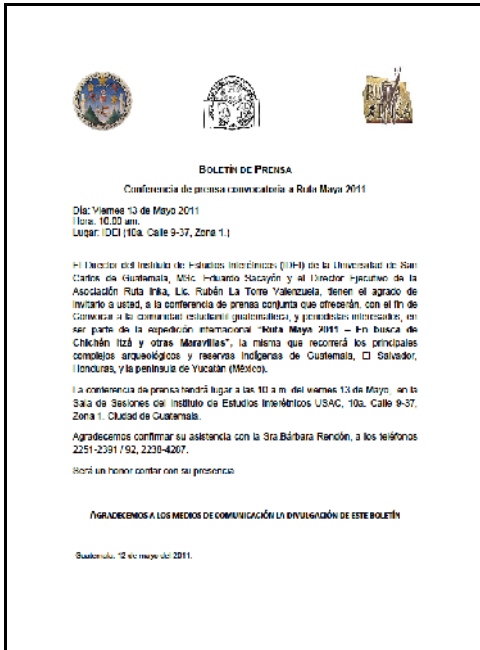 BOLETÍN DE PRENSA
Conferencia de prensa convocatoria a Ruta Maya 2011
Día: Viernes 13 de Mayo 2011
Hora: 10.00 am.
Lugar: IDEI (10a. Calle 9-37, Zona 1.)
El Director del Instituto de Estudios Interétnicos (IDEI) de la Universidad de San
Carlos de Guatemala, MSc. Eduardo Sacayón y el Director Ejecutivo de la
Asociación Ruta Inka, Lic. Rubén La Torre Valenzuela, tienen el agrado de
invitarlo a usted, a la conferencia de prensa conjunta que ofrecerán, con el fin de
Convocar a la comunidad estudiantil guatemalteca, y periodistas interesados, en
ser parte de la expedición internacional "Ruta Maya 2011 – En busca de
Chichén Itzá y otras Maravillas", la misma que recorrerá los principales
complejos arqueológicos y reservas indígenas de Guatemala, El Salvador,
Honduras, y la península de Yucatán (México).
La conferencia de prensa tendrá lugar a las 10 a.m. del viernes 13 de Mayo, en la
Sala de Sesiones del Instituto de Estudios Interétnicos USAC, 10a. Calle 9-37,
Zona 1. Ciudad de Guatemala.
Agradecemos confirmar su asistencia con la Sra.Bárbara Rendón, a los teléfonos
2251-2391 / 92, 2238-4207.
Será un honor contar con su presencia
AGRADECEMOS A LOS MEDIOS DE COMUNICACIÓN LA DIVULGACIÓN DE ESTE BOLETÍN
Guatemala, 12 de mayo del 2011.